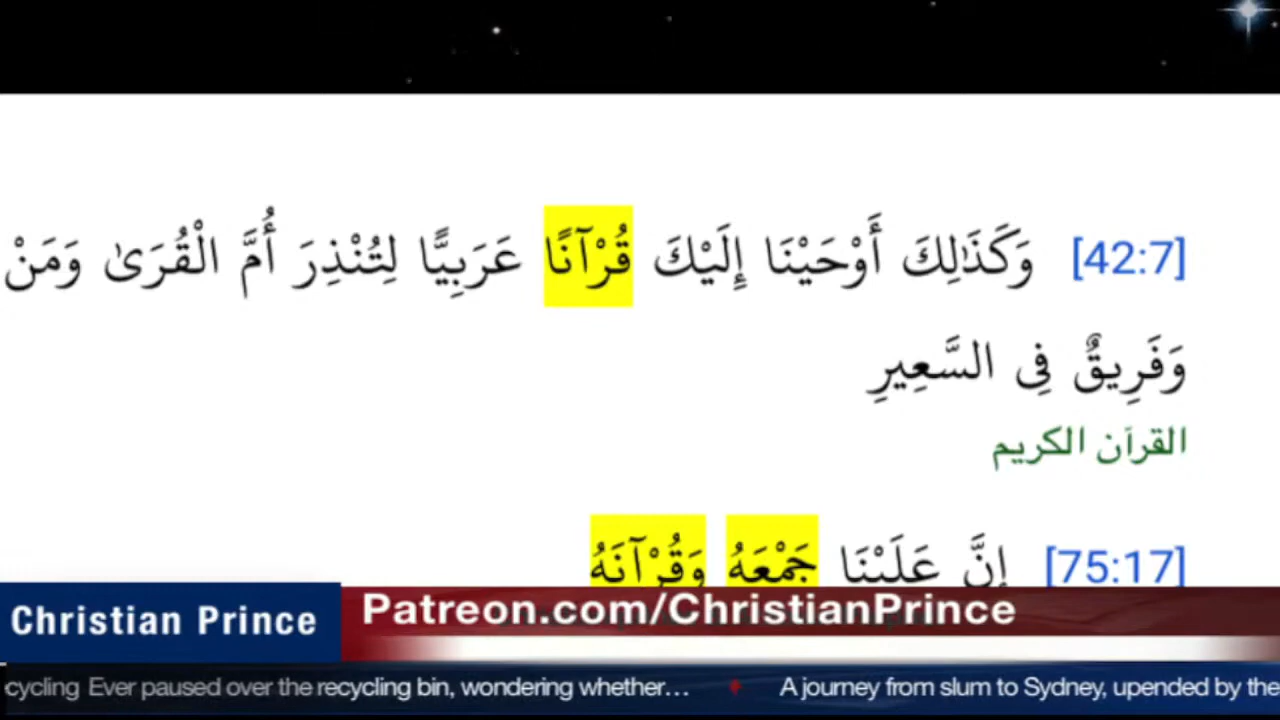 [42:7] وَكَذَٰلِكَ أَوْحَيْنَا إِلَيْكَ قُرْآنًا عَرَبِيًّا لِتُنْذِرَ أُمَّ الْقُرَىٰ وَمَنْ
وَفَرِيقٌ فِى السَّعِيرِ
القرآن الكريم
[75:17] إِنَّ عَلَيْنَا جَمْعَهُ وَقُرْآنَهُ
Christian Prince
Patreon.com/ChristianPrince
cycling Ever paused over the recycling bin, wondering whether... A journey from slum to Sydney, upended by the